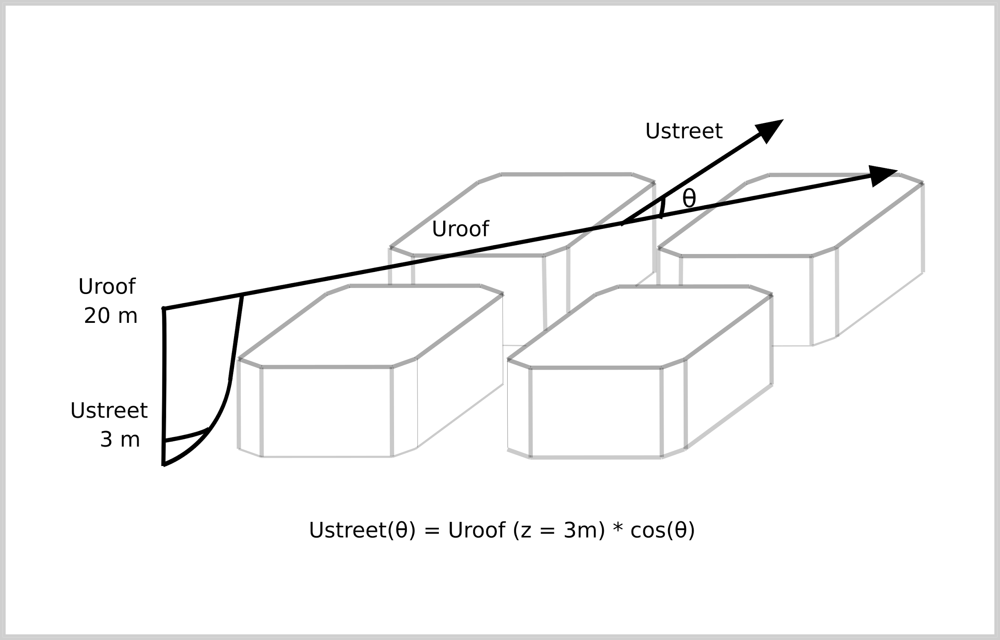 Ustreet
θ
Uroof
Uroof
20 m
Ustreet
3 m
Ustreet(θ) = Uroof (z = 3m) * cos(θ)